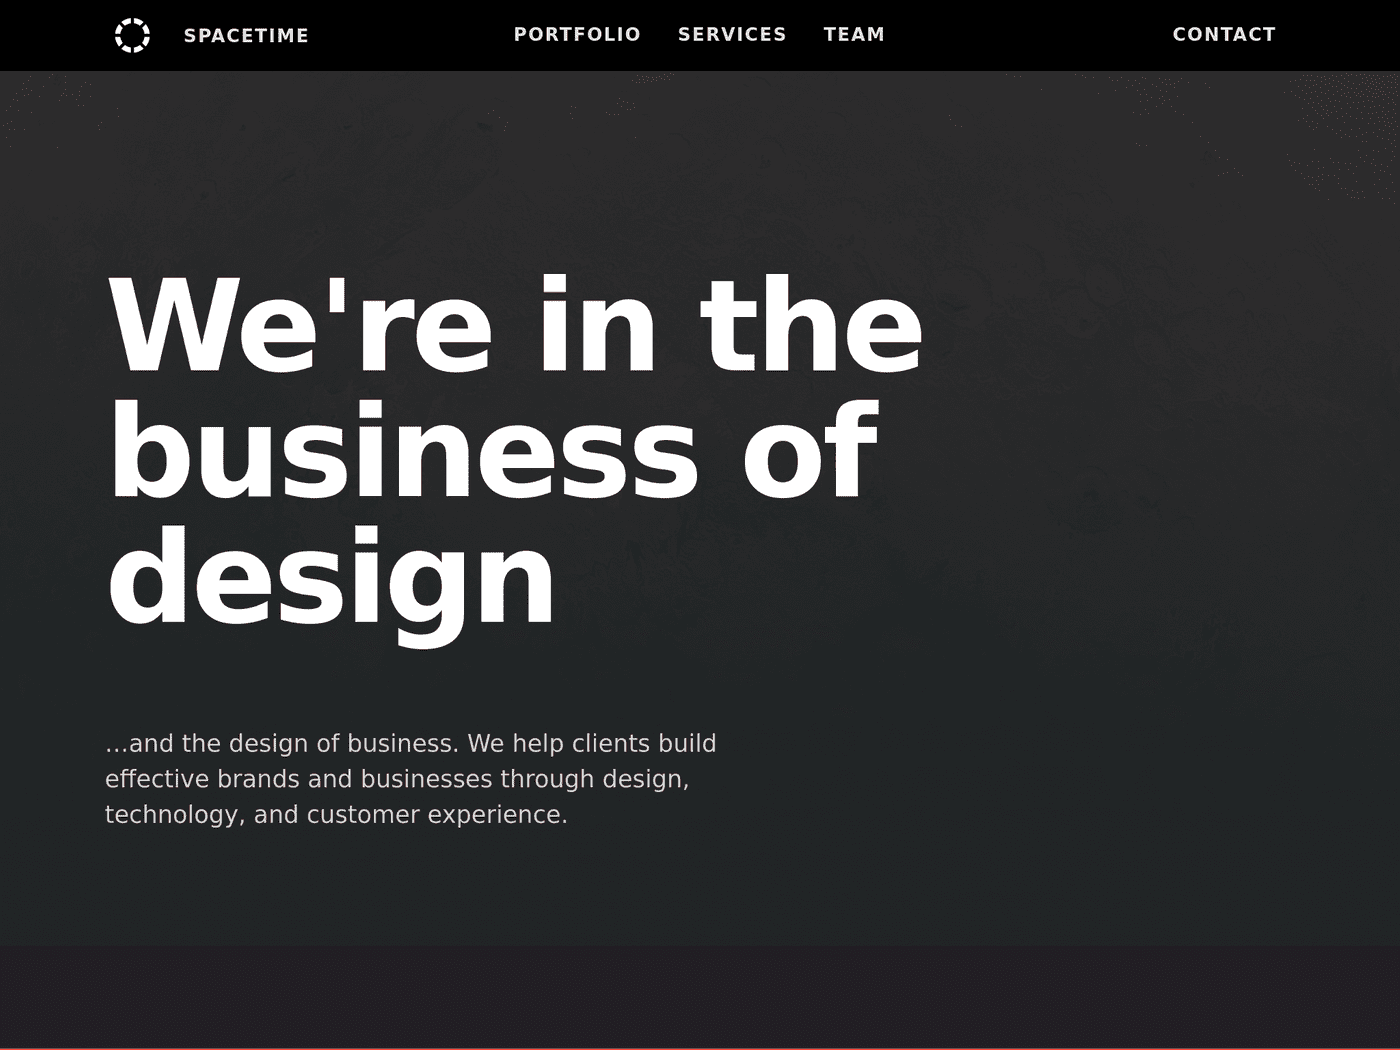 SPACETIME
PORTFOLIO SERVICES TEAM
CONTACT
We're in the
business of
design
...and the design of business. We help clients build
effective brands and businesses through design,
technology, and customer experience.